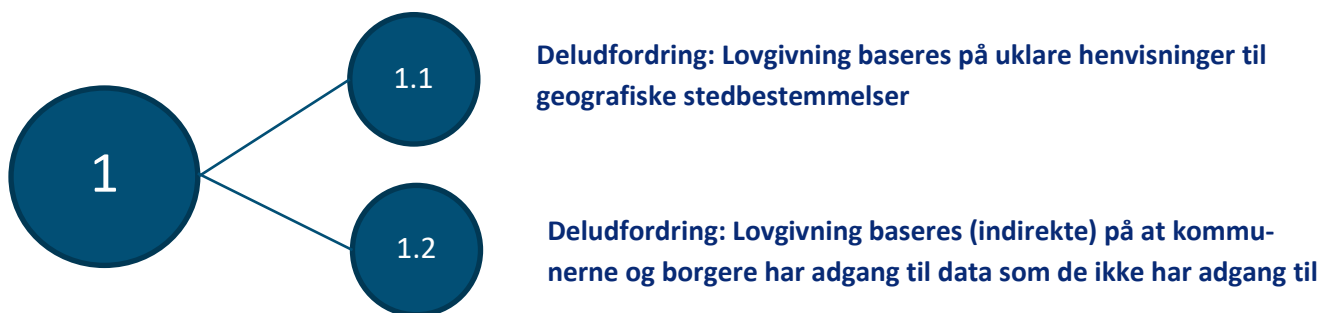 1
1.1
Deludfordring: Lovgivning baseres på uklare henvisninger til
geografiske stedbestemmelser
1.2
Deludfordring: Lovgivning baseres (indirekte) på at kommu-
nerne og borgere har adgang til data som de ikke har adgang til